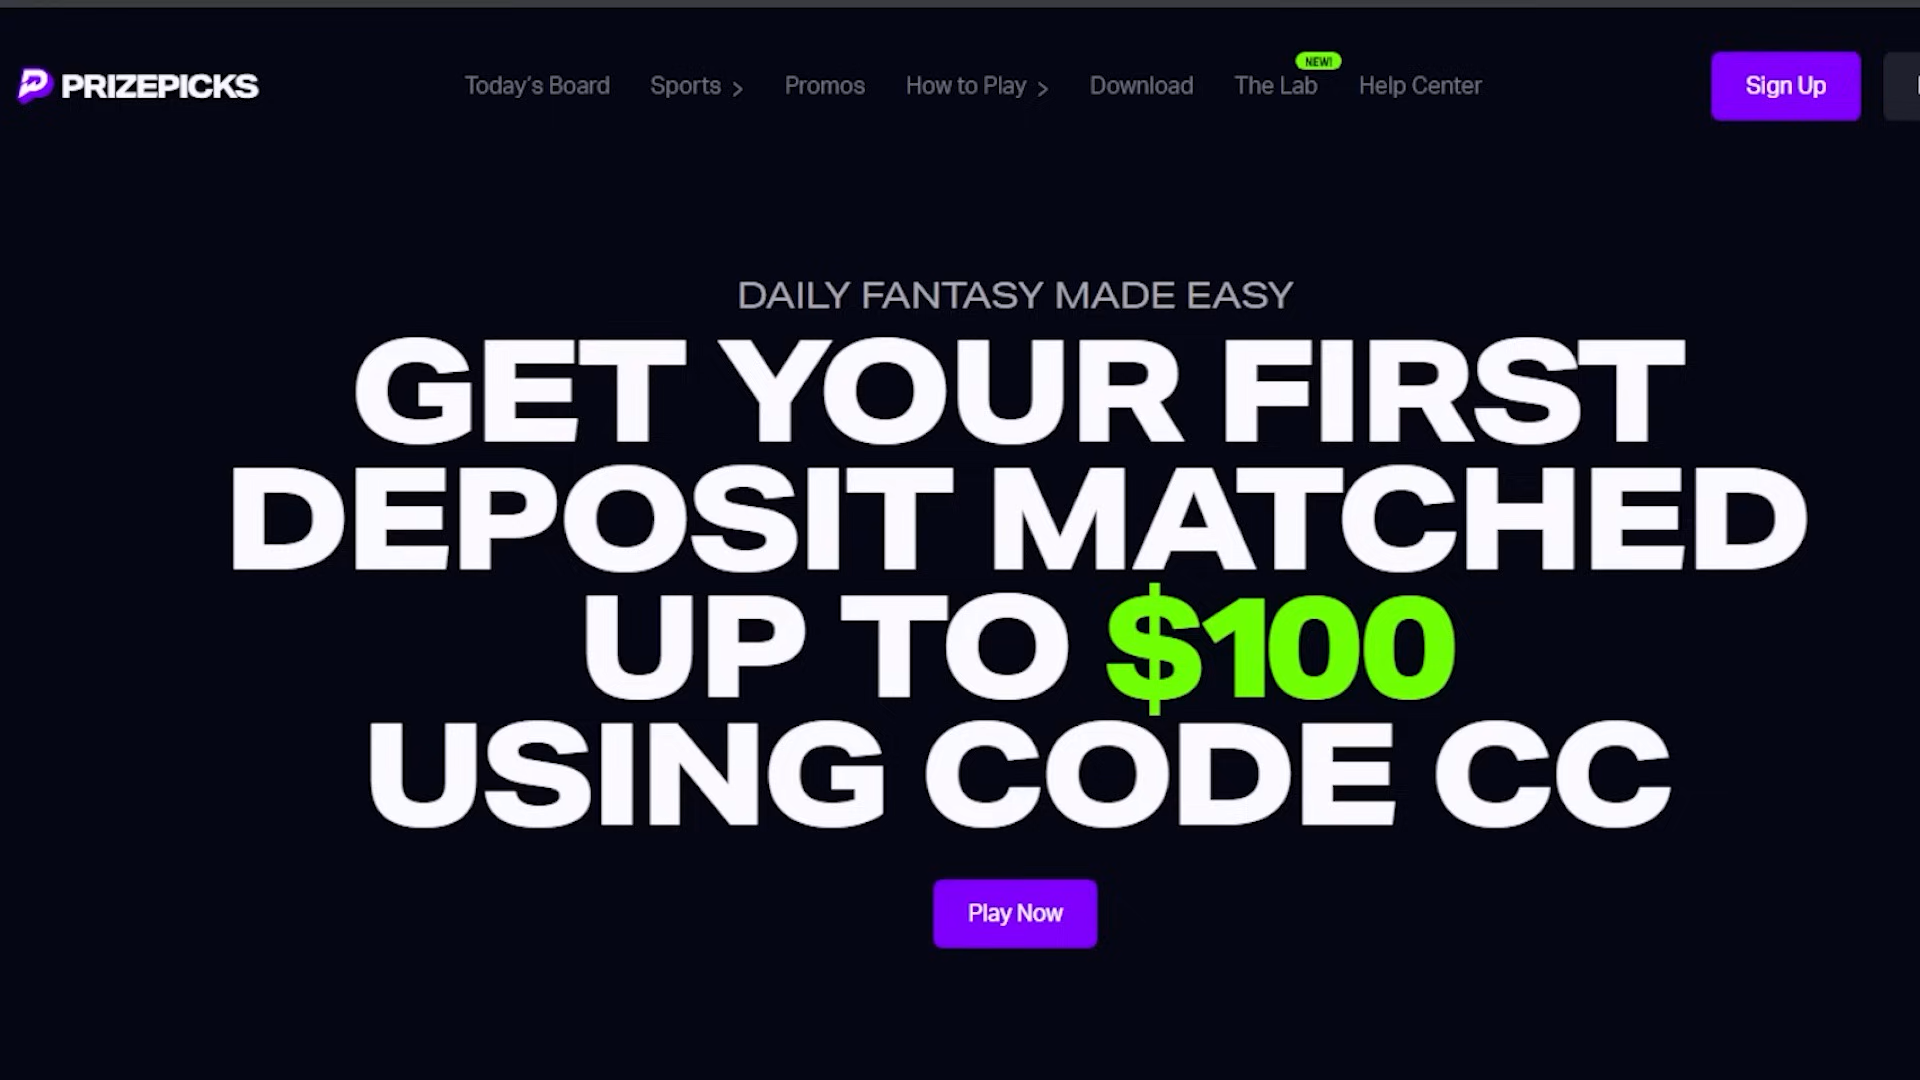 PRIZEPICKS
Today's Board Sports Promos How to Play Download The Lab NEW! Help Center Sign Up
DAILY FANTASY MADE EASY
GET YOUR FIRST
DEPOSIT MATCHED
UP TO $100
USING CODE CC
Play Now